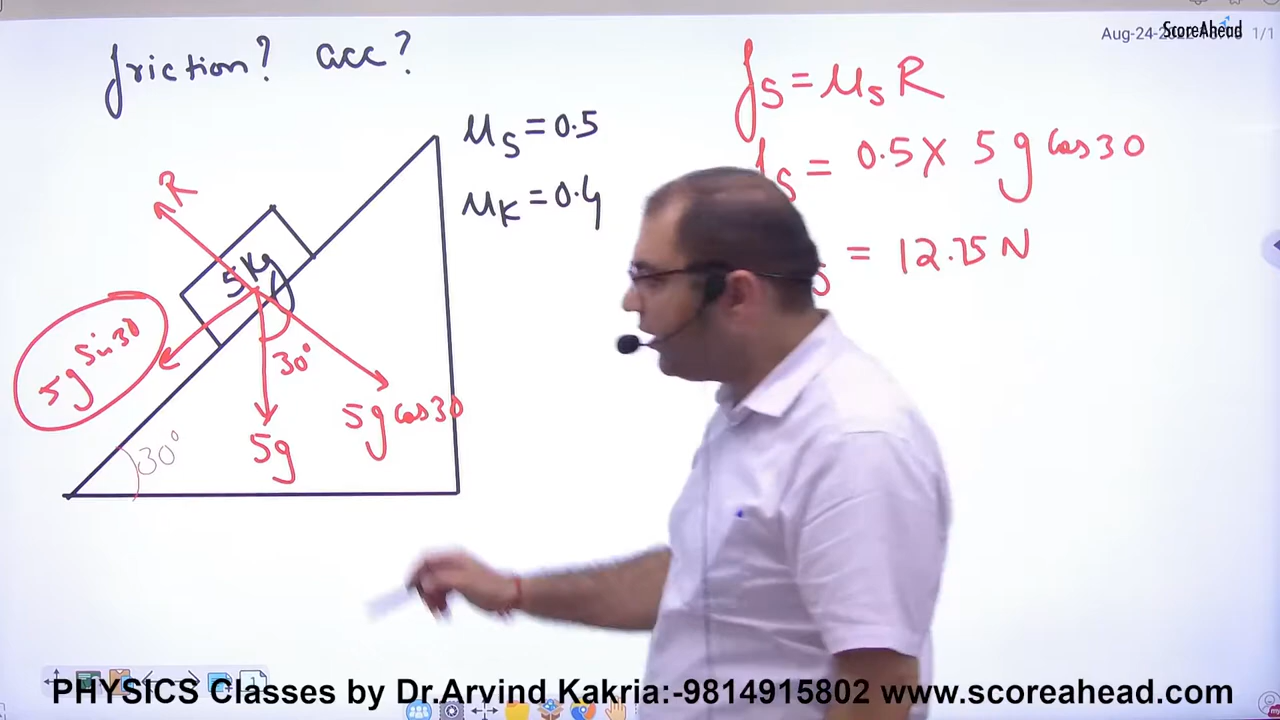 friction? acc?
Aug-24-20
1/1
ScoreAhead
μs = 0.5
μK = 0.4
R
5Kg
5g sin30
30°
5g
5g cos30
30°
fs = μs R
fs = 0.5 x 5g cos30
s = 12.25 N
PHYSICS Classes by Dr.Arvind Kakria:-9814915802 www.scoreahead.com